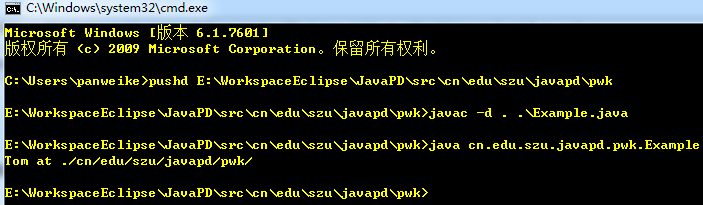 C:\Windows\system32\cmd.exe
Microsoft Windows [版本 6.1.7601]
版权所有 (c) 2009 Microsoft Corporation。保留所有权利。
C:\Users\panweike>pushd E:\WorkspaceEclipse\JavaPD\src\cn\edu\szu\javapd\pwk
E:\WorkspaceEclipse\JavaPD\src\cn\edu\szu\javapd\pwk>javac -d . .\Example.java
E:\WorkspaceEclipse\JavaPD\src\cn\edu\szu\javapd\pwk>java cn.edu.szu.javapd.pwk.Example
Tom at ./cn/edu/szu/javapd/pwk/
E:\WorkspaceEclipse\JavaPD\src\cn\edu\szu\javapd\pwk>